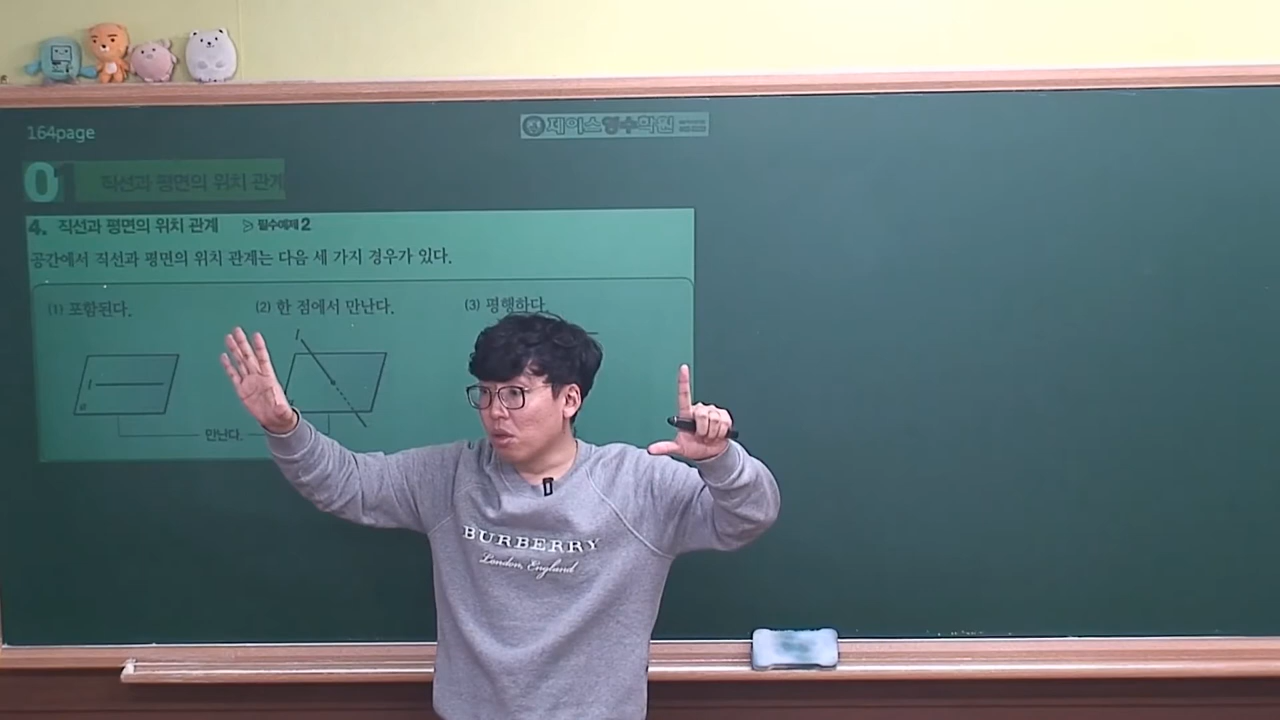 164page
제이스영수학원
01 직선과 평면의 위치 관계
4. 직선과 평면의 위치 관계 ▷ 필수예제 2
공간에서 직선과 평면의 위치 관계는 다음 세 가지 경우가 있다.
(1) 포함된다. (2) 한 점에서 만난다. (3) 평행하다.
l
l
만난다.
BURBERRY
London, England